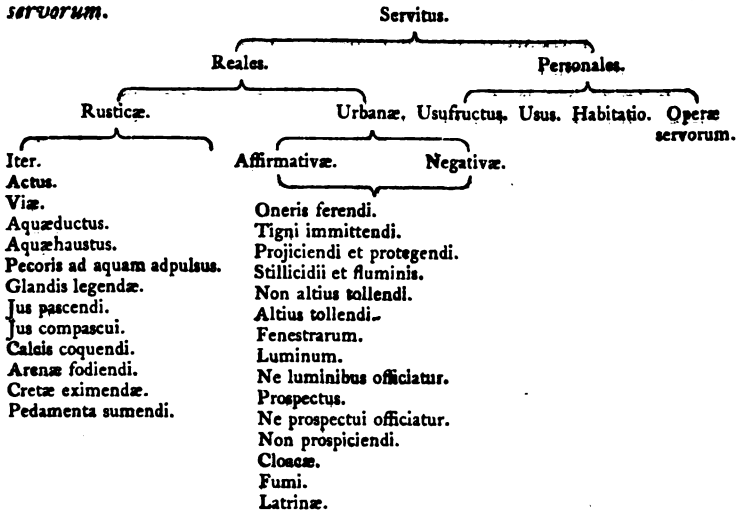 servorum.
Servitus.
Reales. Personales.
Rusticæ. Urbanæ. Usufructus. Usus. Habitatio. Operæ
servorum.
Affirmativæ. Negativæ.
Iter.
Actus.
Viæ.
Aquæductus.
Aquæhaustus.
Pecoris ad aquam adpulsus.
Glandis legendæ.
Jus pascendi.
Jus compascui.
Calcis coquendi.
Arenæ fodiendi.
Cretæ eximendæ.
Pedamenta sumendi.
Oneris ferendi.
Tigni immittendi.
Projiciendi et protegendi.
Stillicidii et fluminis.
Non altius tollendi.
Altius tollendi.
Fenestrarum.
Luminum.
Ne luminibus officiatur.
Prospectus.
Ne prospectui officiatur.
Non prospiciendi.
Cloacæ.
Fumi.
Latrinæ.